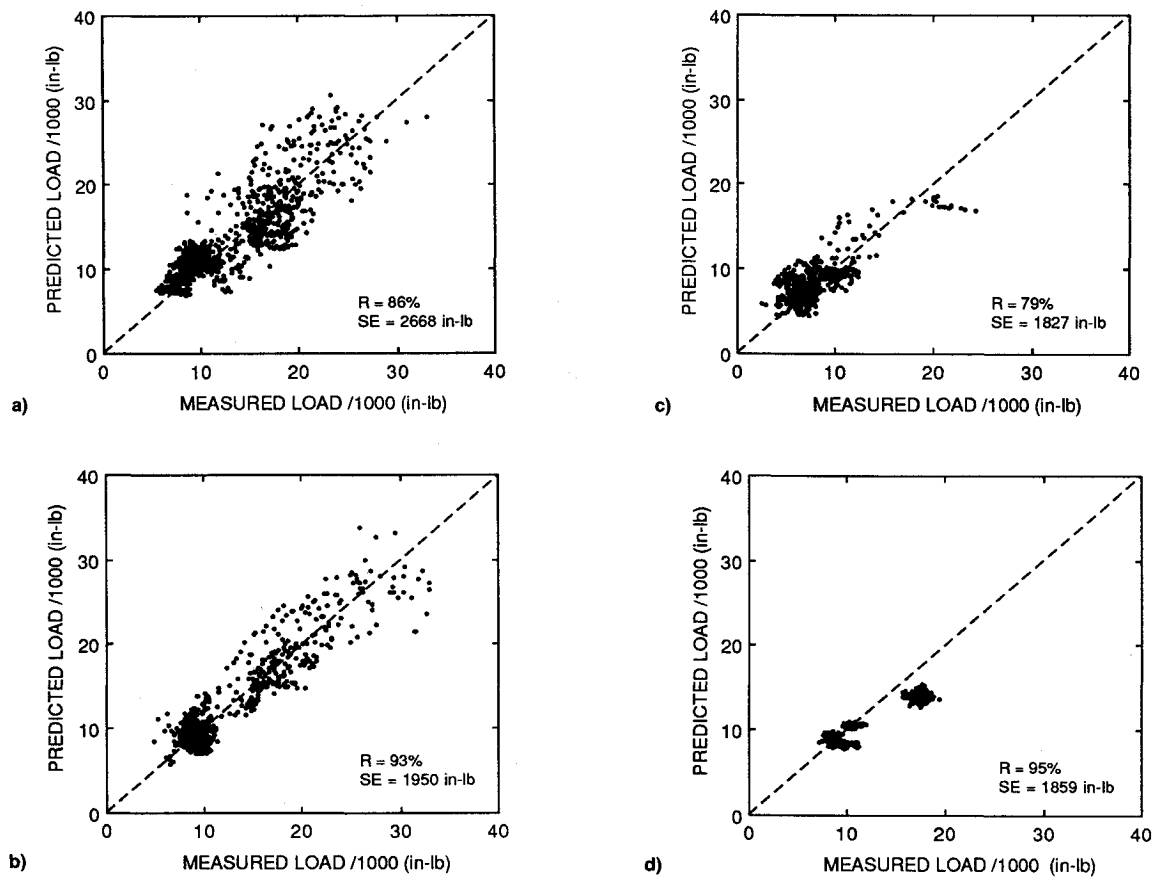 40
30
20
10
0
PREDICTED LOAD /1000 (in-lb)
R = 86%
SE = 2668 in-lb
0 10 20 30 40
MEASURED LOAD /1000 (in-lb)
a)
40
30
20
10
0
PREDICTED LOAD /1000 (in-lb)
R = 79%
SE = 1827 in-lb
0 10 20 30 40
MEASURED LOAD /1000 (in-lb)
c)
40
30
20
10
0
PREDICTED LOAD /1000 (in-lb)
R = 93%
SE = 1950 in-lb
0 10 20 30 40
MEASURED LOAD /1000 (in-lb)
b)
40
30
20
10
0
PREDICTED LOAD /1000 (in-lb)
R = 95%
SE = 1859 in-lb
0 10 20 30 40
MEASURED LOAD /1000 (in-lb)
d)